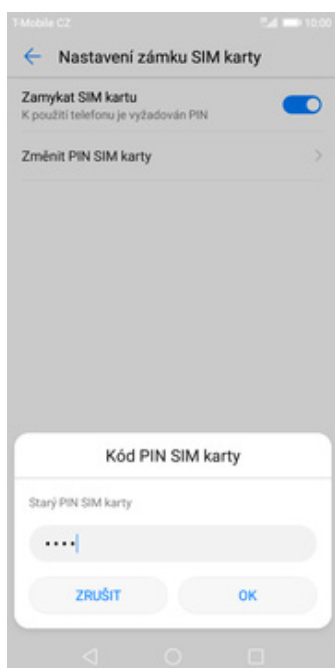 T-Mobile CZ 10:00
Nastavení zámku SIM karty
Zamykat SIM kartu
K použití telefonu je vyžadován PIN
Změnit PIN SIM karty
Kód PIN SIM karty
Starý PIN SIM karty
••••
ZRUŠIT OK